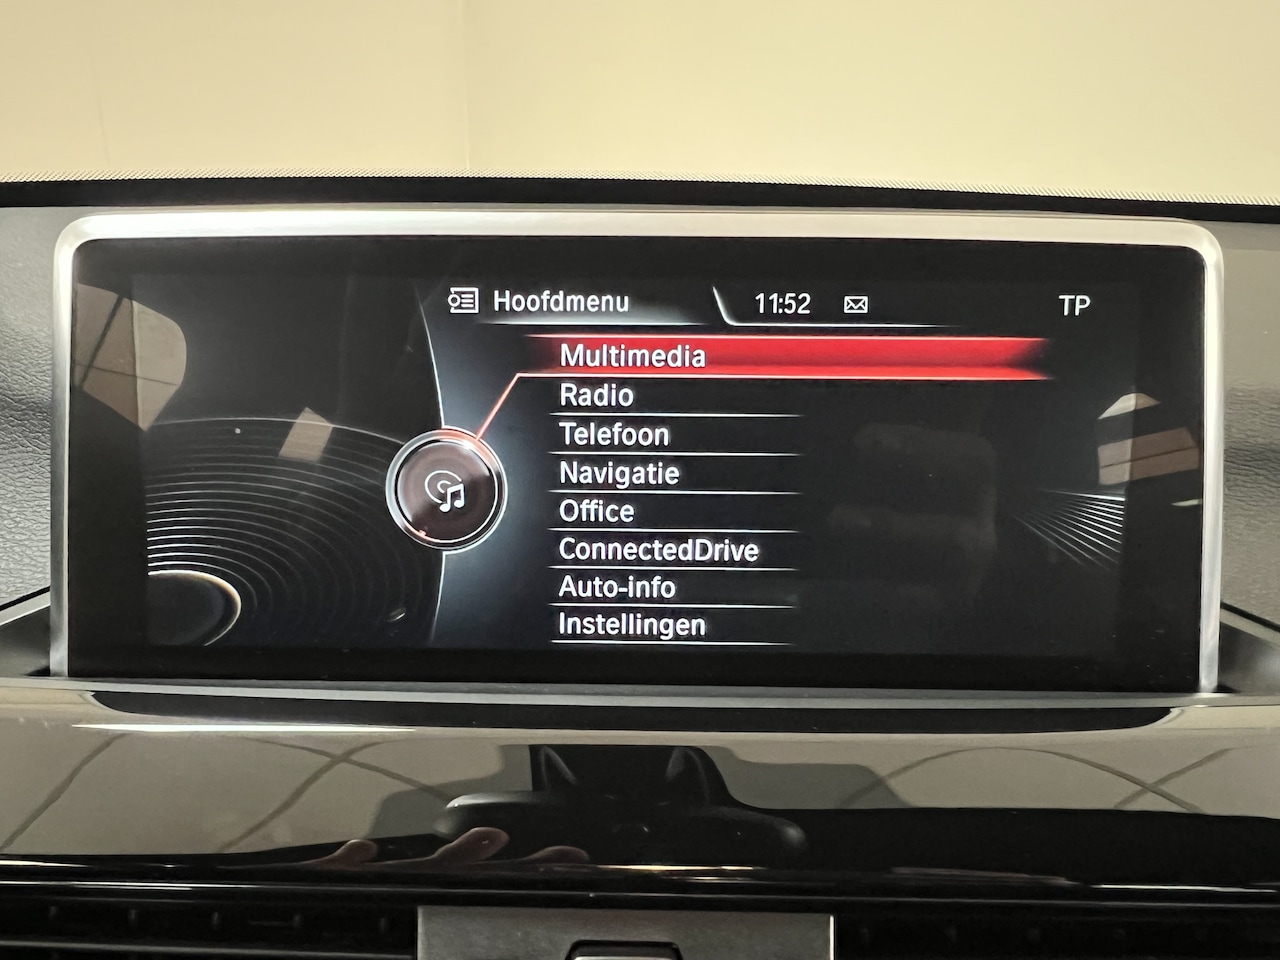 Hoofdmenu 11:52 TP
Multimedia
Radio
Telefoon
Navigatie
Office
ConnectedDrive
Auto-info
Instellingen